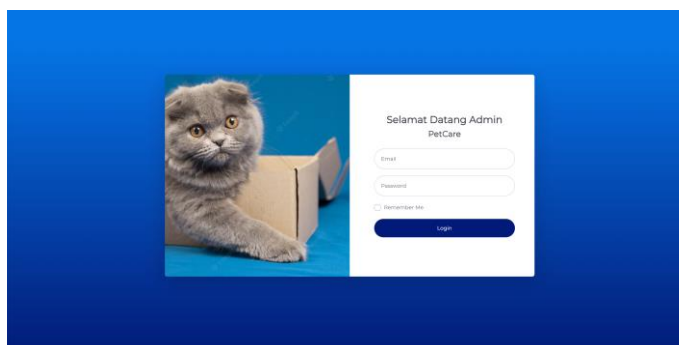 Selamat Datang Admin
PetCare
Email
Password
Remember Me
Login